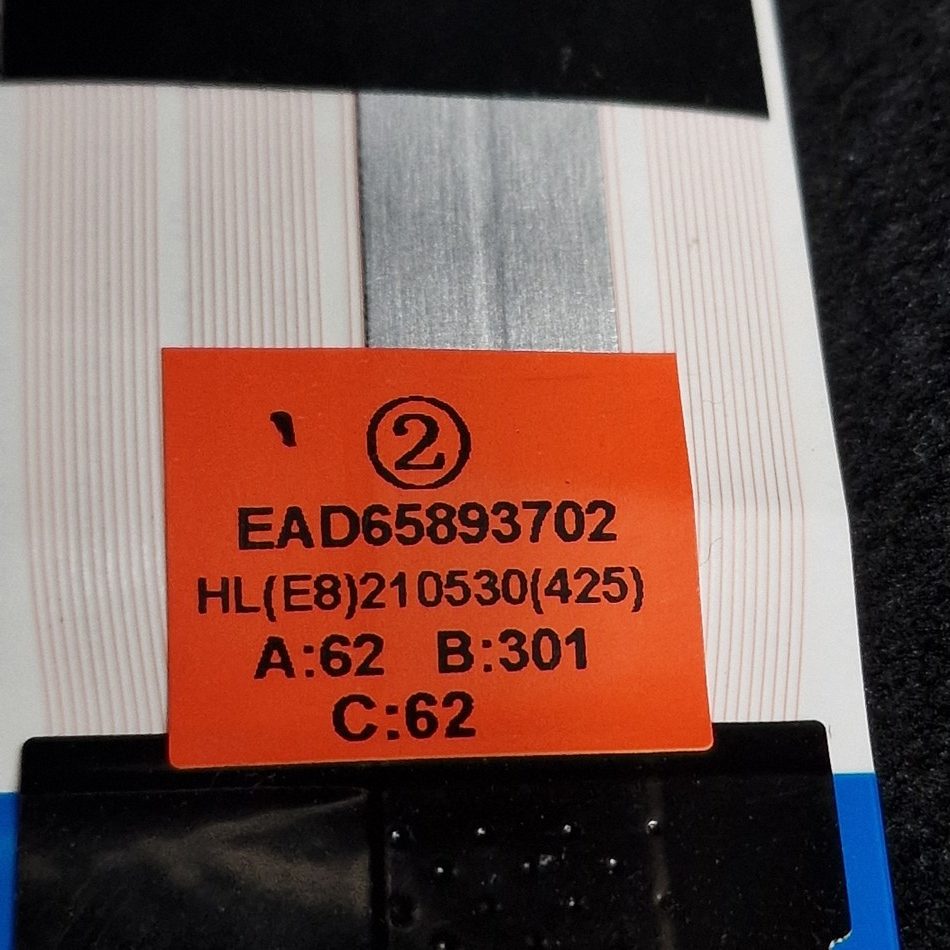 ②
EAD65893702
HL(E8)210530(425)
A:62 B:301
C:62